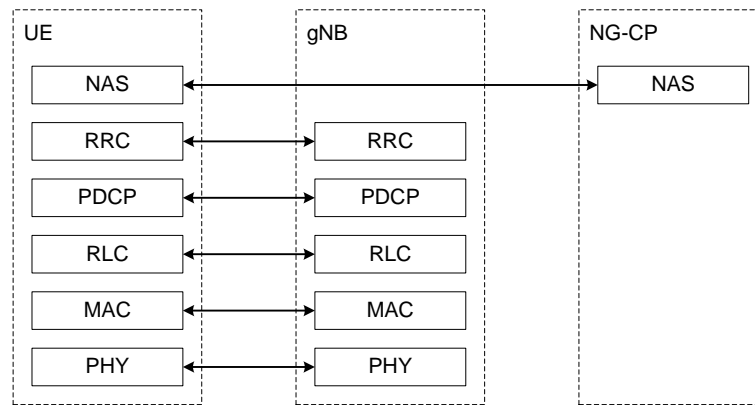 UE
gNB
NG-CP
NAS
NAS
RRC
RRC
PDCP
PDCP
RLC
RLC
MAC
MAC
PHY
PHY